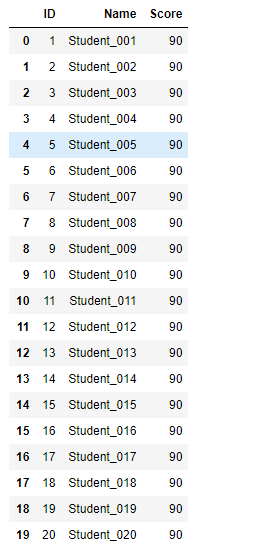 ID Name Score
0 1 Student_001 90
1 2 Student_002 90
2 3 Student_003 90
3 4 Student_004 90
4 5 Student_005 90
5 6 Student_006 90
6 7 Student_007 90
7 8 Student_008 90
8 9 Student_009 90
9 10 Student_010 90
10 11 Student_011 90
11 12 Student_012 90
12 13 Student_013 90
13 14 Student_014 90
14 15 Student_015 90
15 16 Student_016 90
16 17 Student_017 90
17 18 Student_018 90
18 19 Student_019 90
19 20 Student_020 90